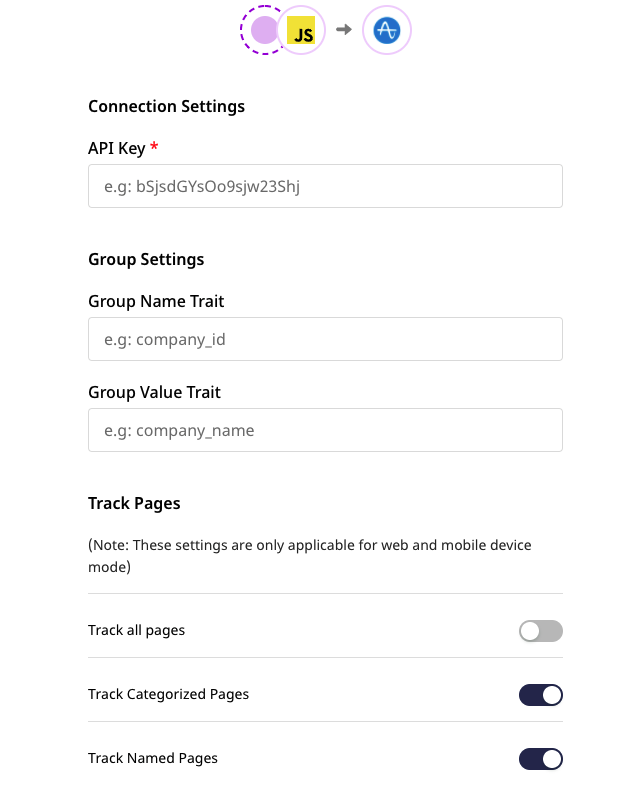 JS
Connection Settings
API Key *
e.g: bSjsdGYsOo9sjw23Shj
Group Settings
Group Name Trait
e.g: company_id
Group Value Trait
e.g: company_name
Track Pages
(Note: These settings are only applicable for web and mobile device
mode)
Track all pages
Track Categorized Pages
Track Named Pages